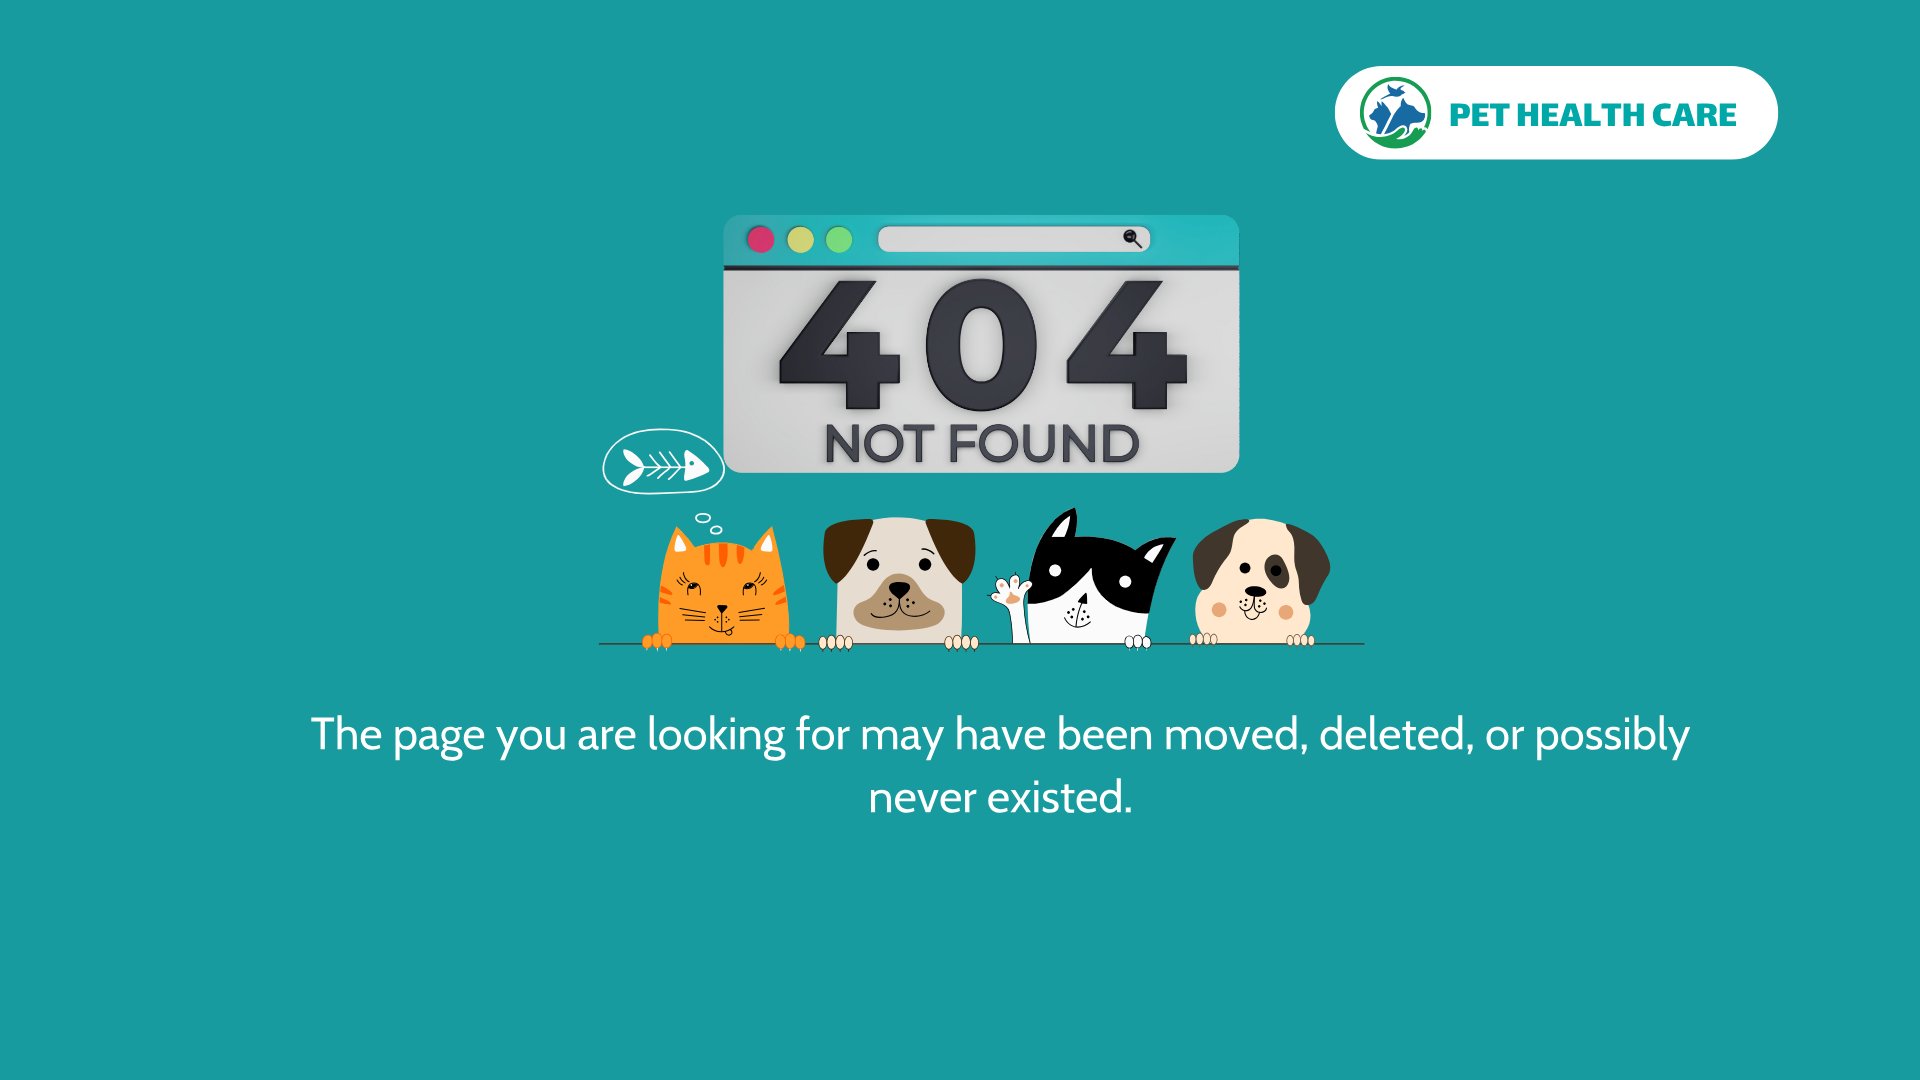 PET HEALTH CARE
404
NOT FOUND
The page you are looking for may have been moved, deleted, or possibly
never existed.